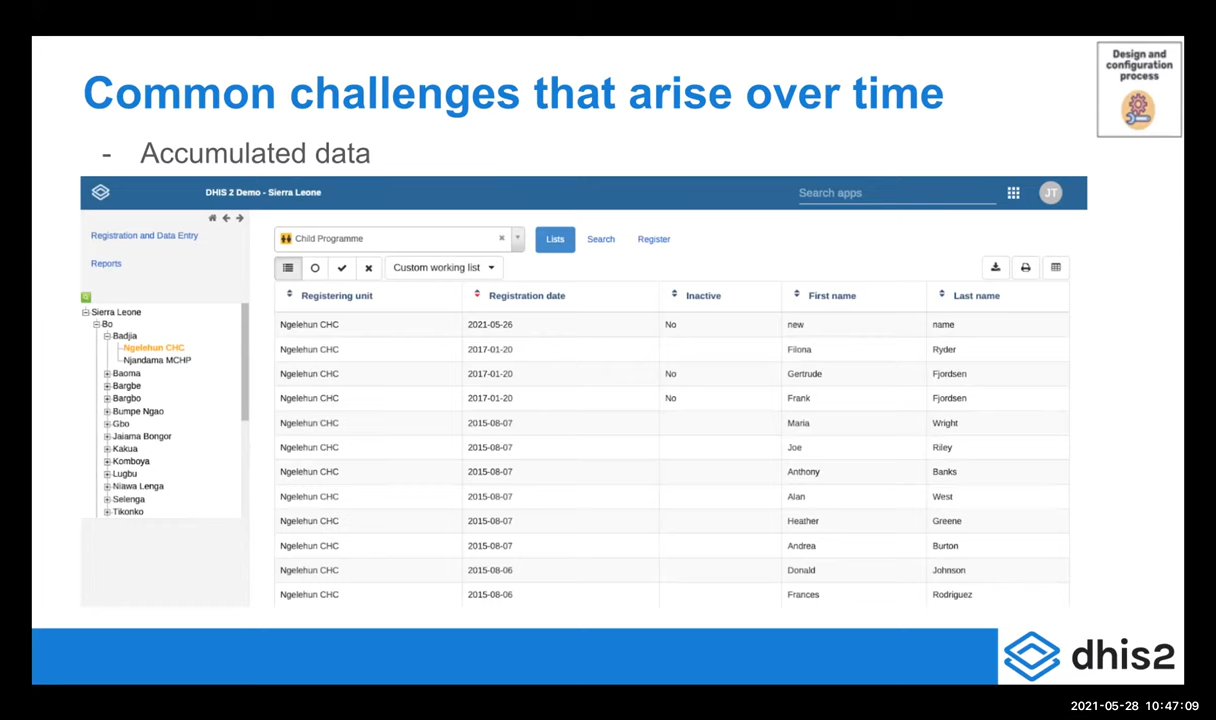 Common challenges that arise over time
Design and
configuration
process
- Accumulated data
DHIS 2 Demo - Sierra Leone
Search apps
JT
Registration and Data Entry
Reports
Child Programme
Lists
Search
Register
Custom working list
Sierra Leone
Bo
Badjia
Ngelehun CHC
Njandama MCHP
Baoma
Bargbe
Bargbo
Bumpe Ngao
Gbo
Jaiama Bongor
Kakua
Komboya
Lugbu
Niawa Lenga
Selenga
Tikonko
Registering unit Registration date Inactive First name Last name
Ngelehun CHC 2021-05-26 No new name
Ngelehun CHC 2017-01-20 Filona Ryder
Ngelehun CHC 2017-01-20 No Gertrude Fjordsen
Ngelehun CHC 2017-01-20 No Frank Fjordsen
Ngelehun CHC 2015-08-07 Maria Wright
Ngelehun CHC 2015-08-07 Joe Riley
Ngelehun CHC 2015-08-07 Anthony Banks
Ngelehun CHC 2015-08-07 Alan West
Ngelehun CHC 2015-08-07 Heather Greene
Ngelehun CHC 2015-08-07 Andrea Burton
Ngelehun CHC 2015-08-06 Donald Johnson
Ngelehun CHC 2015-08-06 Frances Rodriguez
dhis2
2021-05-28 10:47:09